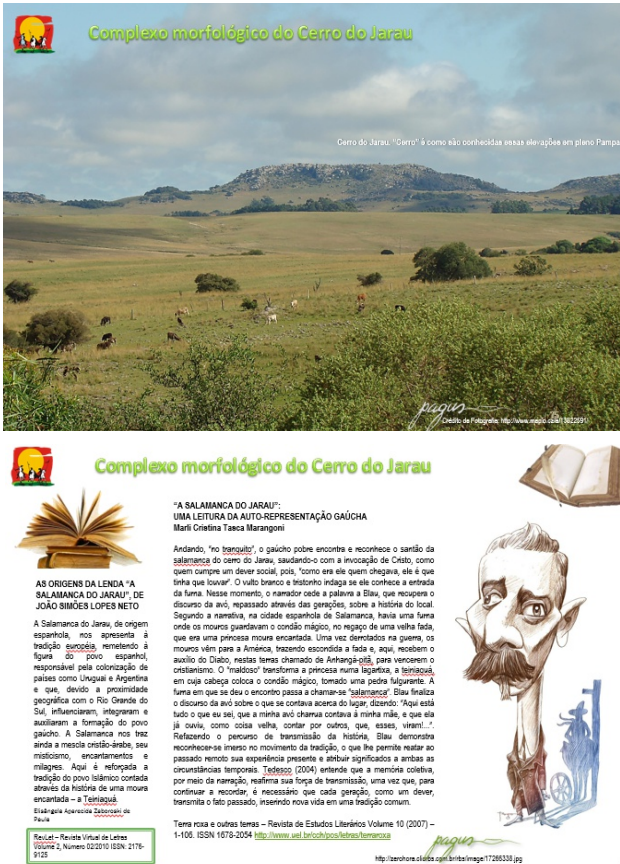 Complexo morfológico do Cerro do Jarau
Cerro do Jarau. "Cerro" é como são conhecidas essas elevações em pleno Pampa
pagus
Crédito de Fotografia:
Complexo morfológico do Cerro do Jarau
AS ORIGENS DA LENDA “A
SALAMANCA DO JARAU”, DE
JOÃO SIMÕES LOPES NETO
A Salamanca do Jarau, de origem
espanhola, nos apresenta à
tradição européia, remetendo à
figura do povo espanhol,
responsável pela colonização de
países como Uruguai e Argentina
e que, devido a proximidade
geográfica com o Rio Grande do
Sul, influenciaram, integraram e
auxiliaram a formação do povo
gaúcho. A Salamanca nos traz
ainda a mescla cristão-árabe, seu
misticismo, encantamentos e
milagres. Aqui é reforçada a
tradição do povo Islâmico contada
através da história de uma moura
encantada – a Teiniaguá.
Elisângela Aparecida Zaboroski de
Paula
RevLet – Revista Virtual de Letras
Volume 2, Número 02/2010 ISSN: 2176-
9125
“A SALAMANCA DO JARAU”:
UMA LEITURA DA AUTO-REPRESENTAÇÃO GAÚCHA
Marli Cristina Tasca Marangoni
Andando, “no tranquito”, o gaúcho pobre encontra e reconhece o santão da
salamanca do cerro do Jarau, saudando-o com a invocação de Cristo, como
quem cumpre um dever social, pois, “como era ele quem chegava, ele é que
tinha que louvar”. O vulto branco e tristonho indaga se ele conhece a entrada
da furna. Nesse momento, o narrador cede a palavra a Blau, que recupera o
discurso da avó, repassado através das gerações, sobre a história do local.
Segundo a narrativa, na cidade espanhola de Salamanca, havia uma furna
onde os mouros guardavam o condão mágico, no regaço de uma velha fada,
que era uma princesa moura encantada. Uma vez derrotados na guerra, os
mouros vêm para a América, trazendo escondida a fada e, aqui, recebem o
auxílio do Diabo, nestas terras chamado de Anhangá-pitã, para vencerem o
cristianismo. O “maldoso” transforma a princesa numa lagartixa, a teiniaguá,
em cuja cabeça coloca o condão mágico, tornado uma pedra fulgurante. A
furna em que se deu o encontro passa a chamar-se “salamanca”. Blau finaliza
o discurso da avó sobre o que se contava acerca do lugar, dizendo: “Aqui está
tudo o que eu sei, que a minha avó charrua contava à minha mãe, e que ela
já ouviu, como coisa velha, contar por outros, que, esses, viram!...”.
Refazendo o percurso de transmissão da história, Blau demonstra
reconhecer-se imerso no movimento da tradição, o que lhe permite reatar ao
passado remoto sua experiência presente e atribuir significados a ambas as
circunstâncias temporais. Tedesco (2004) entende que a memória coletiva,
por meio da narração, reafirma sua força de transmissão, uma vez que, para
continuar a recordar, é necessário que cada geração, como um dever,
transmita o fato passado, inserindo nova vida em uma tradição comum.
Terra roxa e outras terras – Revista de Estudos Literários Volume 10 (2007) –
1-106. ISSN 1678-2054 http://www.uel.br/cch/pos/letras/terraroxa
pagus